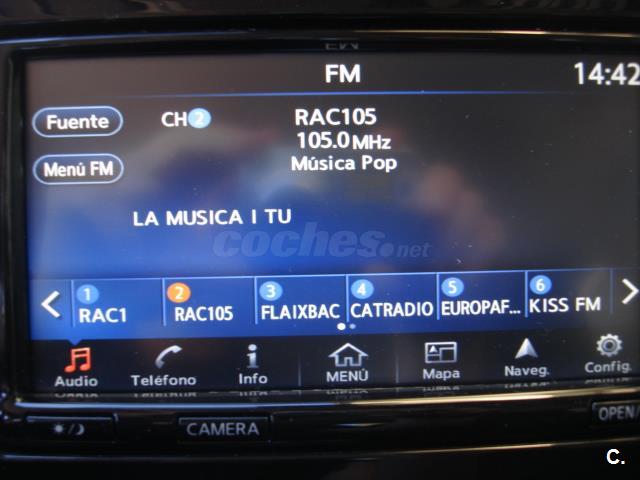 FM
14:42
Fuente
CH2
RAC105
105.0MHz
Menú FM
Música Pop
LA MUSICA I TU
coches.net
1 RAC1
2 RAC105
3 FLAIXBAC
4 CATRADIO
5 EUROPAF...
6 KISS FM
Audio
Teléfono
Info
MENÚ
Mapa
Naveg.
Config.
CAMERA
OPEN/
C.